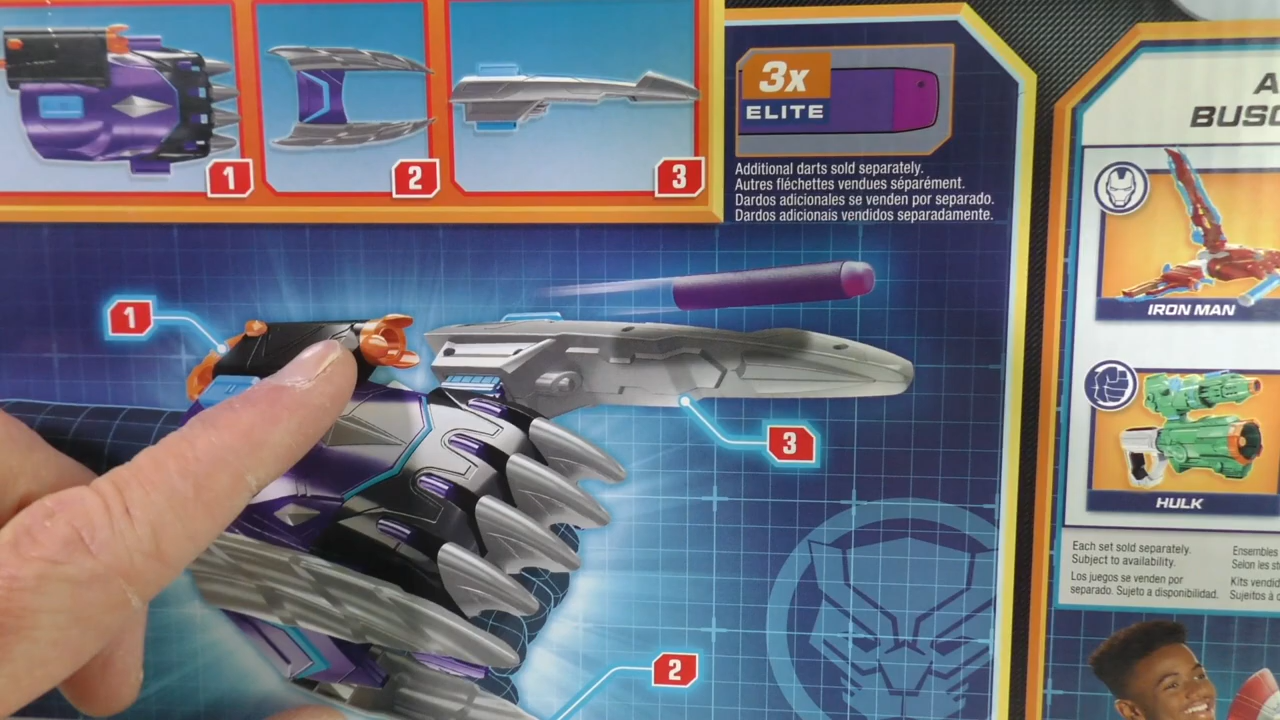 1
2
3
3x
ELITE
Additional darts sold separately.
Autres fléchettes vendues séparément.
Dardos adicionales se venden por separado.
Dardos adicionais vendidos separadamente.
1
3
2
A
IRON MAN
HULK
Each set sold separately.
Subject to availability.
Los juegos se venden por
separado. Sujeto a disponibilidad.
Ensembles
Selon les
Kits
Sujeitos à